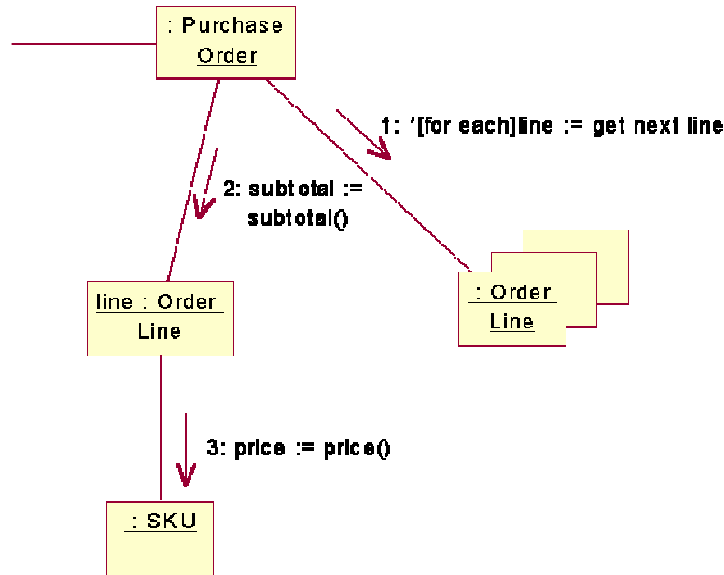 : Purchase
Order
1: *[for each]line := get next line
2: subtotal :=
subtotal()
line : Order
Line
: Order
Line
3: price := price()
: SKU